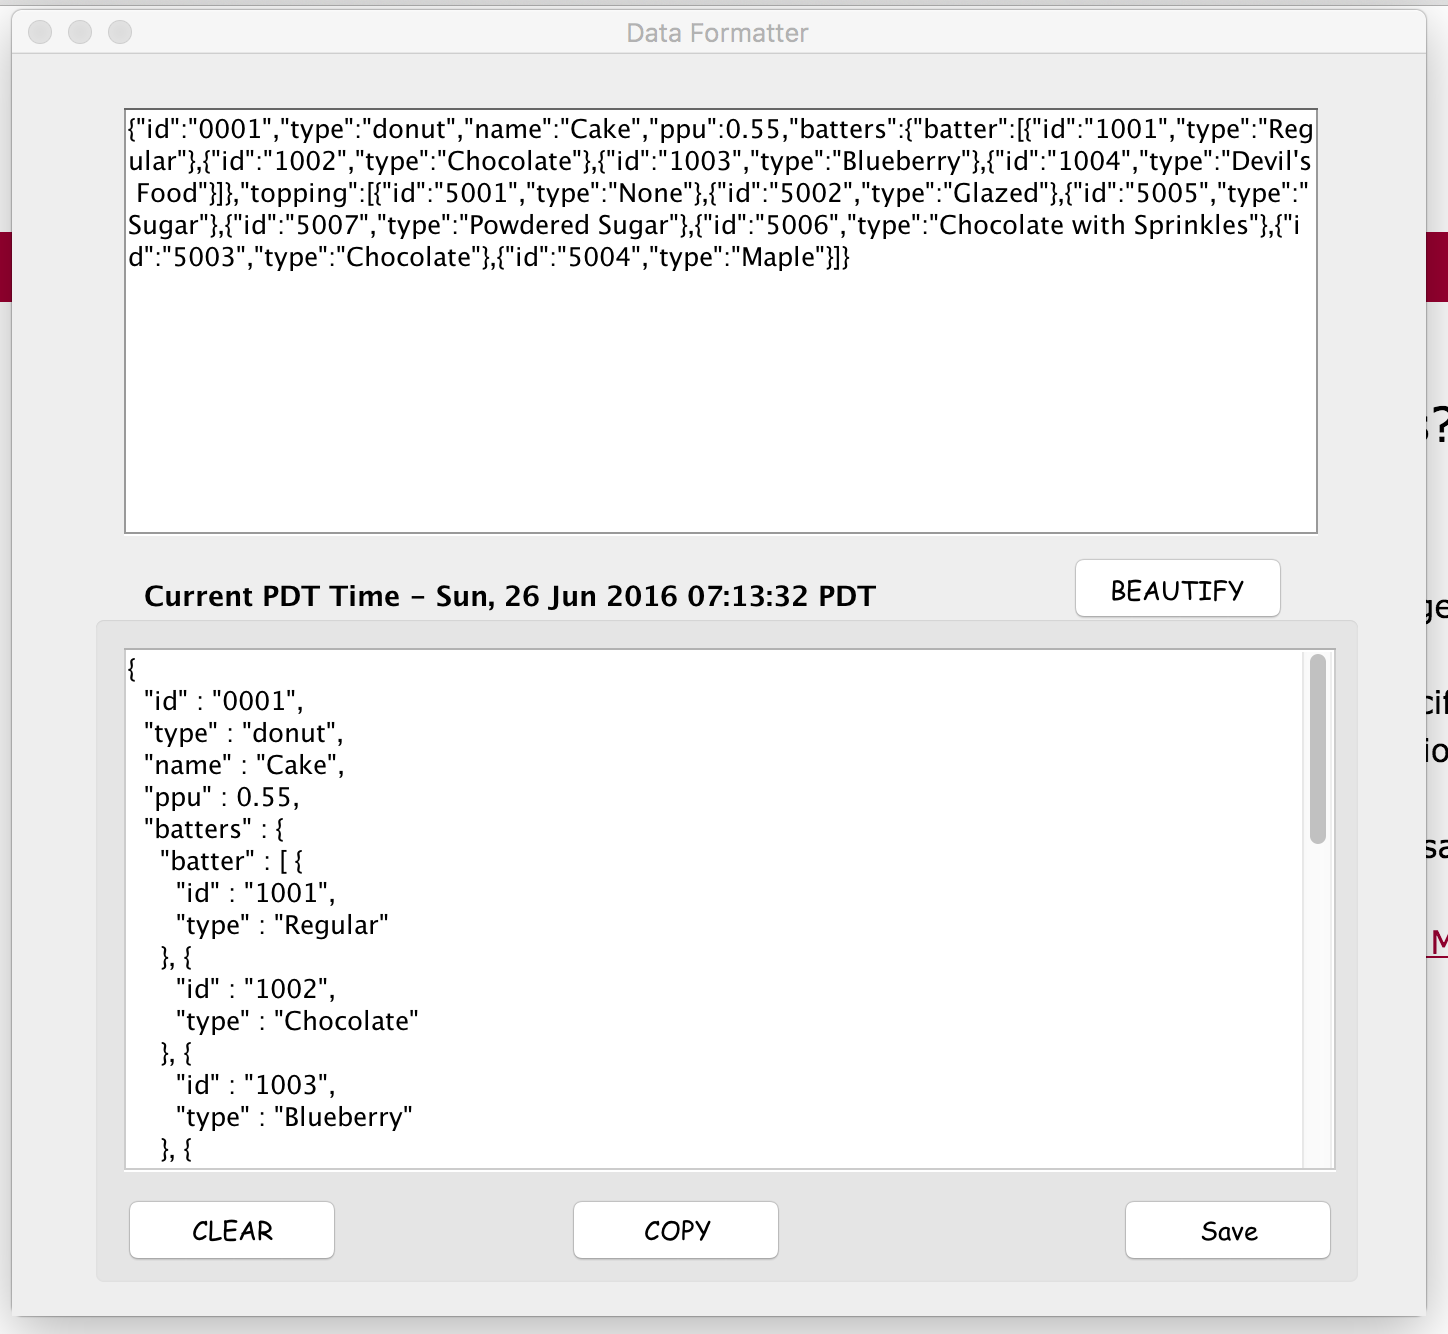 Data Formatter
{"id":"0001","type":"donut","name":"Cake","ppu":0.55,"batters":{"batter":[{"id":"1001","type":"Reg
ular"},{"id":"1002","type":"Chocolate"},{"id":"1003","type":"Blueberry"},{"id":"1004","type":"Devil's
Food"}]},"topping":[{"id":"5001","type":"None"},{"id":"5002","type":"Glazed"},{"id":"5005","type":"
Sugar"},{"id":"5007","type":"Powdered Sugar"},{"id":"5006","type":"Chocolate with Sprinkles"},{"i
d":"5003","type":"Chocolate"},{"id":"5004","type":"Maple"}]}
Current PDT Time - Sun, 26 Jun 2016 07:13:32 PDT
BEAUTIFY
{
"id" : "0001",
"type" : "donut",
"name" : "Cake",
"ppu" : 0.55,
"batters" : {
"batter" : [ {
"id" : "1001",
"type" : "Regular"
}, {
"id" : "1002",
"type" : "Chocolate"
}, {
"id" : "1003",
"type" : "Blueberry"
}, {
CLEAR
COPY
Save